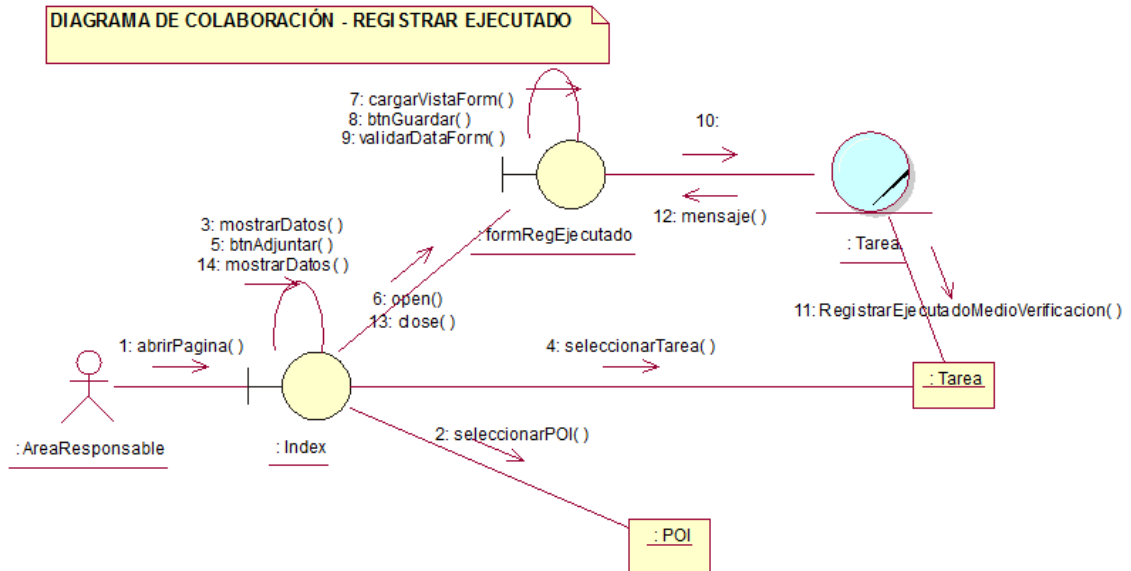 DIAGRAMA DE COLABORACIÓN - REGISTRAR EJECUTADO
7: cargarVistaForm( )
8: btnGuardar( )
9: validarDataForm( )
10:
12: mensaje( )
: formRegEjecutado
: Tarea
3: mostrarDatos( )
5: btnAdjuntar( )
14: mostrarDatos( )
6: open()
13: close( )
11: RegistrarEjecutadoMedioVerificacion( )
1: abrirPagina( )
4: seleccionarTarea( )
: Tarea
: AreaResponsable
: Index
2: seleccionarPOI( )
: POI